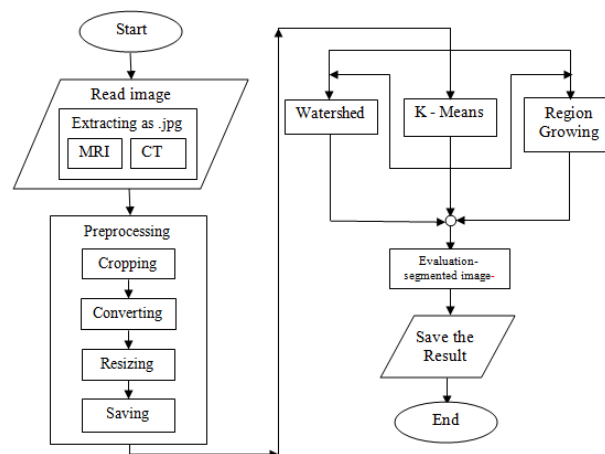 Start
Read image
Extracting as .jpg
MRI
CT
Preprocessing
Cropping
Converting
Resizing
Saving
Watershed
K - Means
Region
Growing
Evaluation-
segmented image-
Save the
Result
End